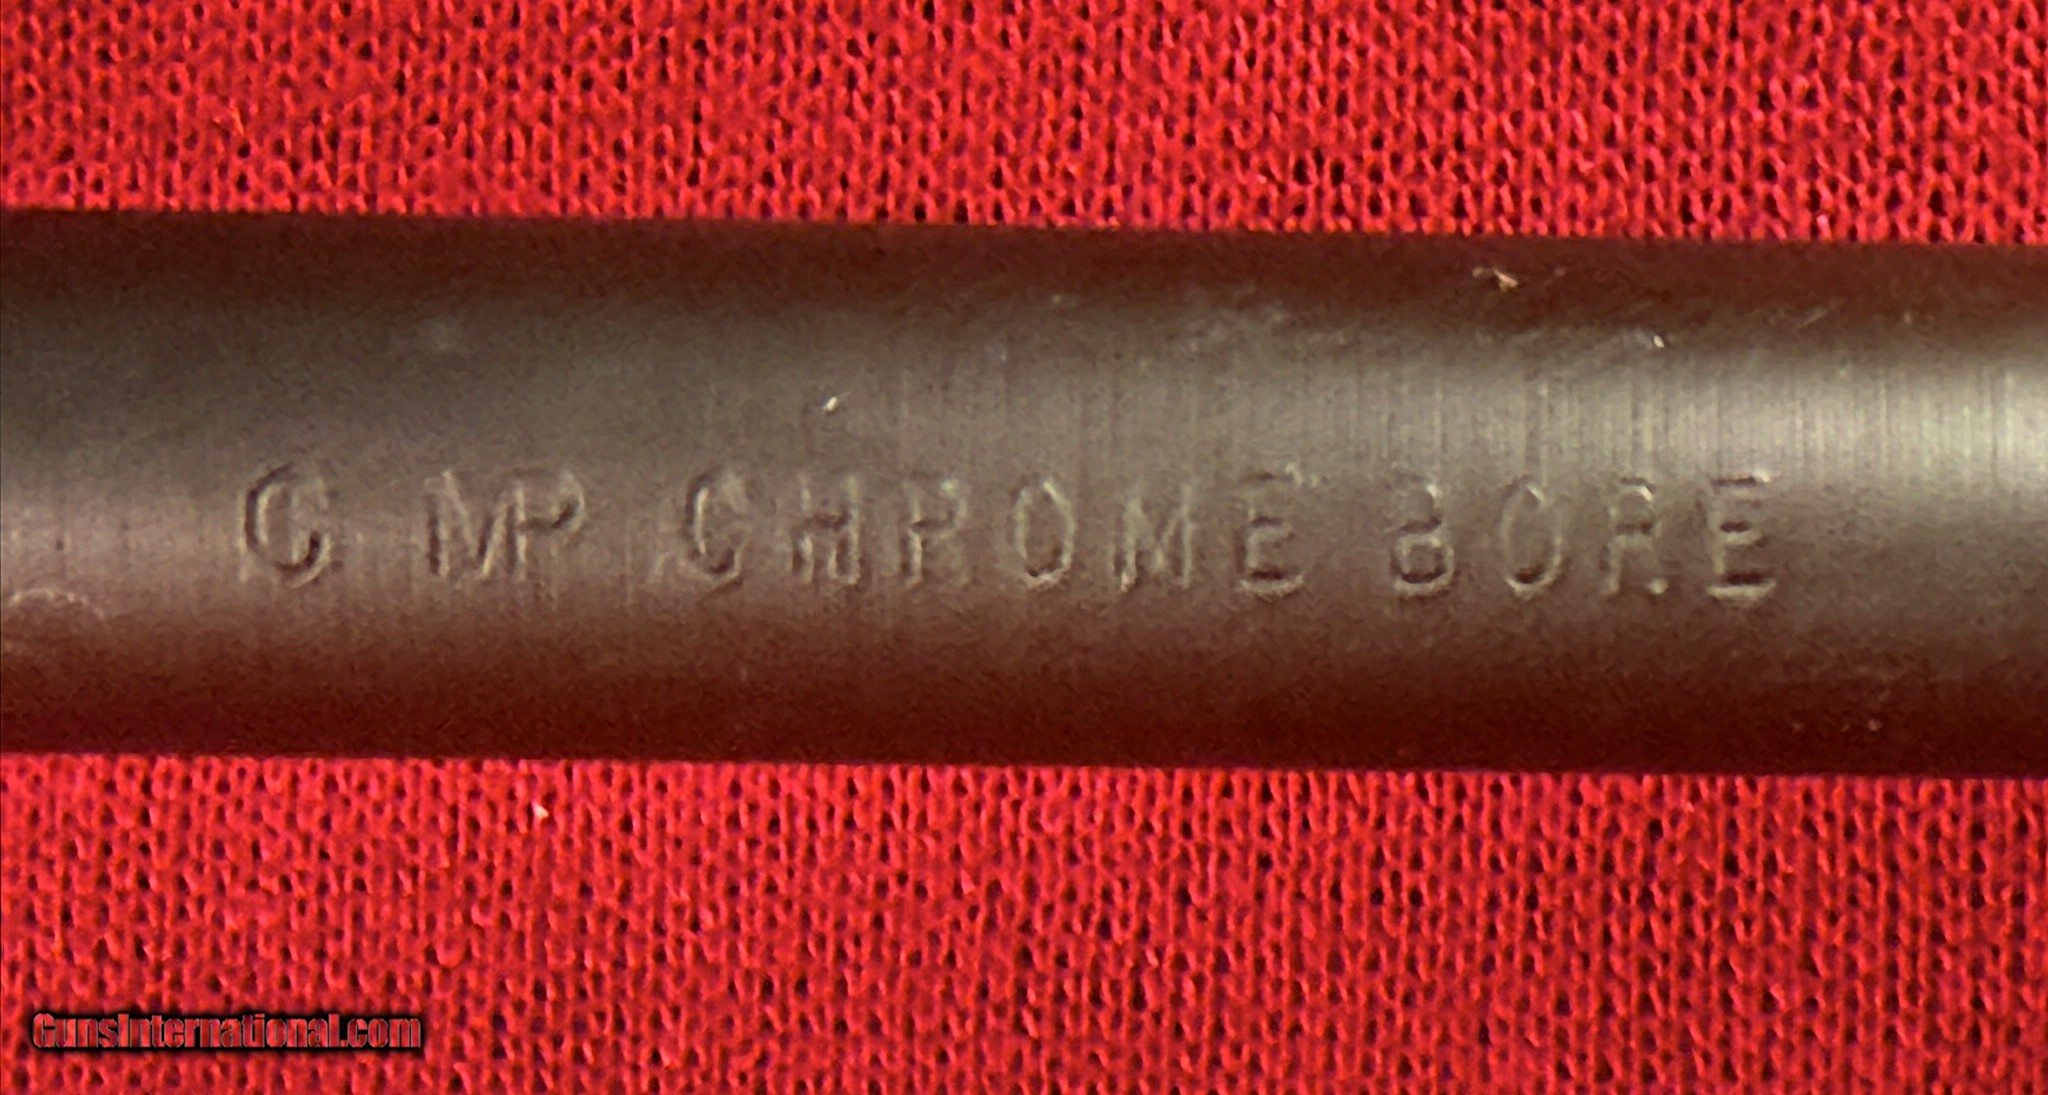 C MP CHROME BORE
GunsInternational.com